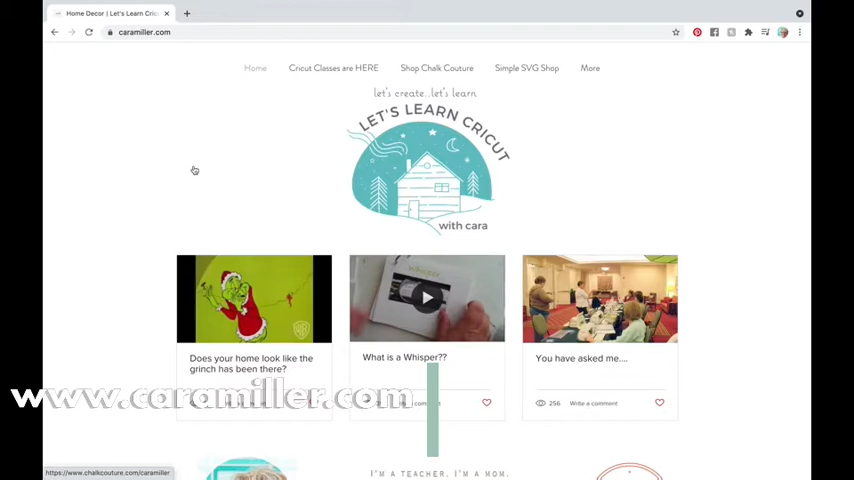 Home Decor | Let's Learn Cricu
caramiller.com
Home
Cricut Classes are HERE
Shop Chalk Couture
Simple SVG Shop
More
let's create..let's learn
LET'S LEARN CRICUT
with cara
whisper
Does your home look like the
grinch has been there?
What is a Whisper??
You have asked me....
www.caramiller.com
256
Write a comment
https://www.chalkcouture.com/caramiller
I'M A TEACHER. I'M A MOM.